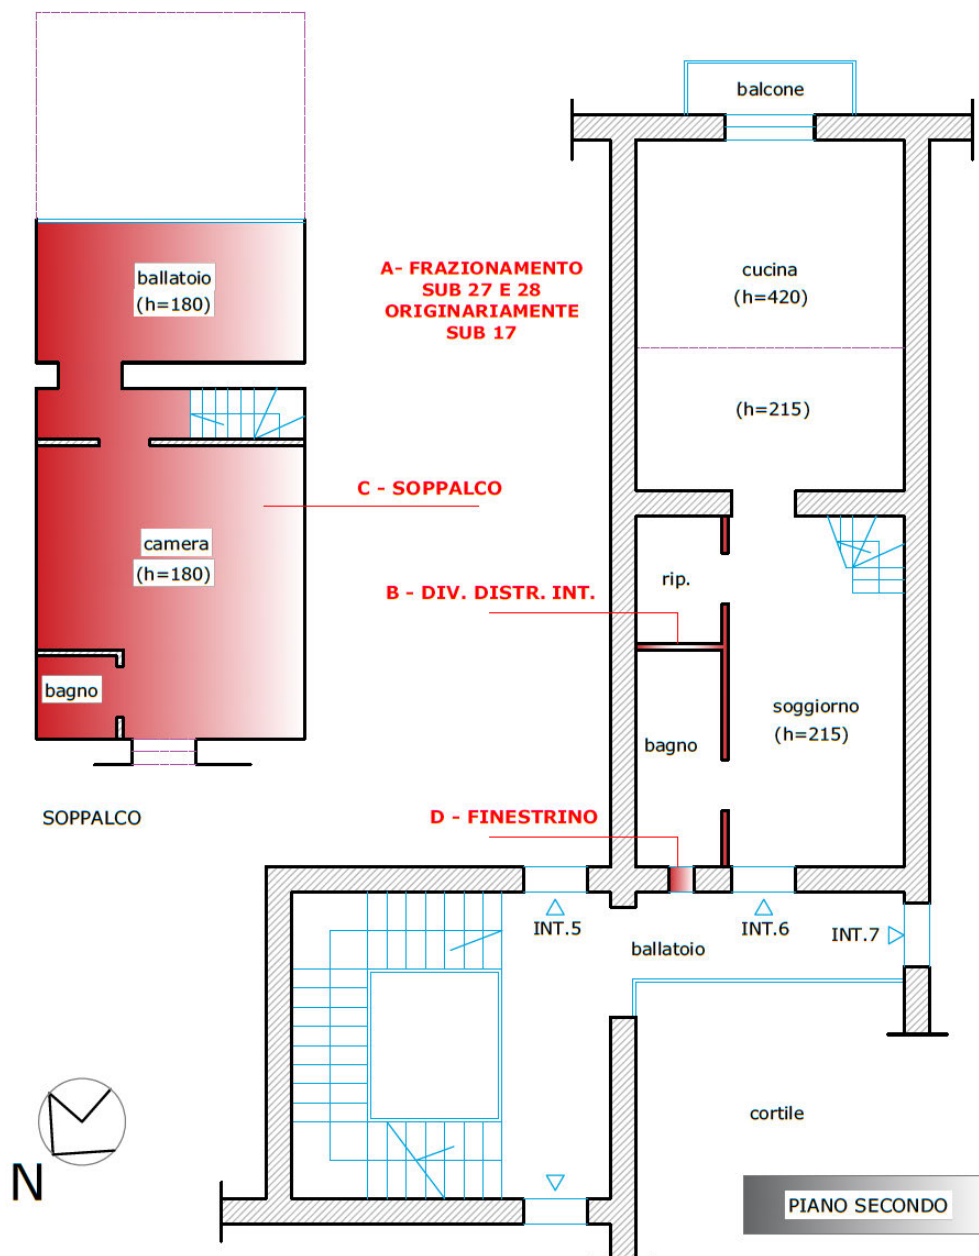 balcone
ballatoio
(h=180)
A- FRAZIONAMENTO
SUB 27 E 28
ORIGINARIAMENTE
SUB 17
cucina
(h=420)
(h=215)
C - SOPPALCO
camera
(h=180)
rip.
B - DIV. DISTR. INT.
bagno
soggiorno
(h=215)
bagno
SOPPALCO
D - FINESTRINO
INT.5
INT.6
INT.7
ballatoio
cortile
N
PIANO SECONDO